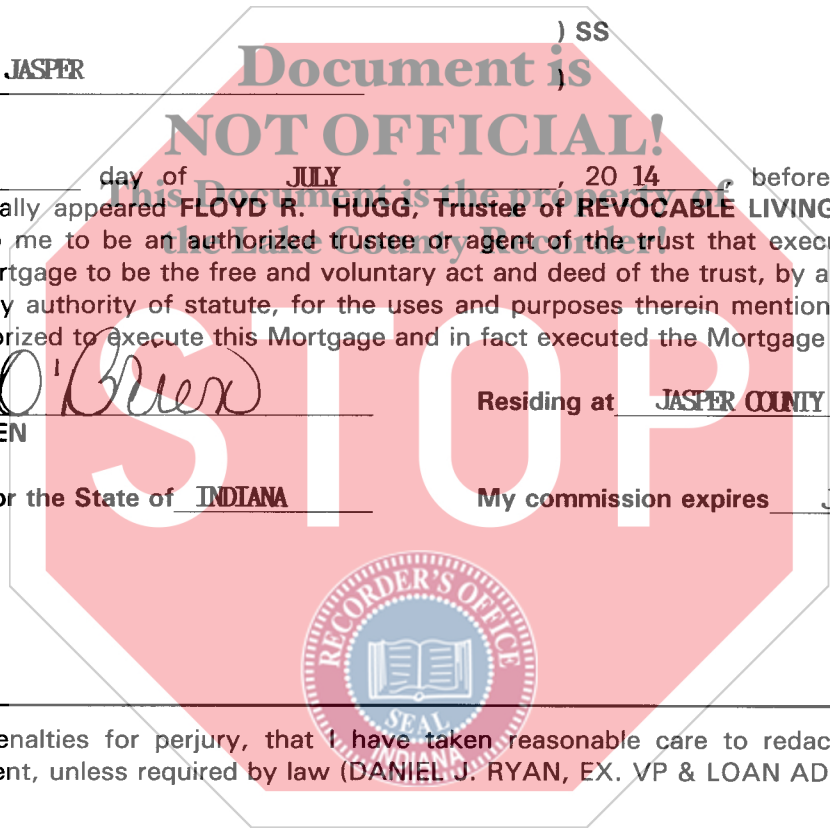 ) SS
JASPER
)
Document is
NOT OFFICIAL!
This Document is the property of
the Lake County Recorder!
day of JULY , 20 14 , before
ally appeared FLOYD R. HUGG, Trustee of REVOCABLE LIVING
me to be an authorized trustee or agent of the trust that exec
rtgage to be the free and voluntary act and deed of the trust, by a
y authority of statute, for the uses and purposes therein mention
rized to execute this Mortgage and in fact executed the Mortgage
O'Brien
Residing at JASPER COUNTY
EN
or the State of INDIANA
My commission expires J
STOP
RECORDER'S OFFICE
SEAL
INDIANA
enalties for perjury, that I have taken reasonable care to redac
ent, unless required by law (DANIEL J. RYAN, EX. VP & LOAN AD